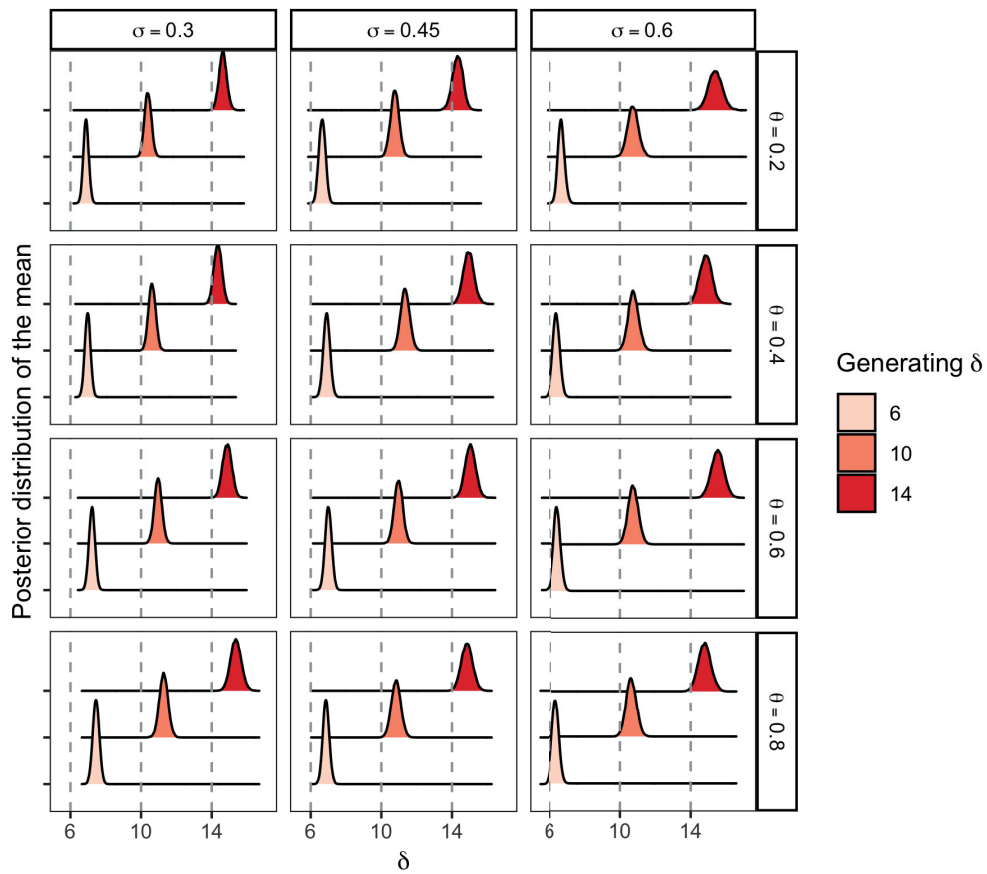 σ = 0.3
σ = 0.45
σ = 0.6
θ = 0.2
θ = 0.4
θ = 0.6
θ = 0.8
Posterior distribution of the mean
6 10 14
6 10 14
6 10 14
δ
Generating δ
6
10
14